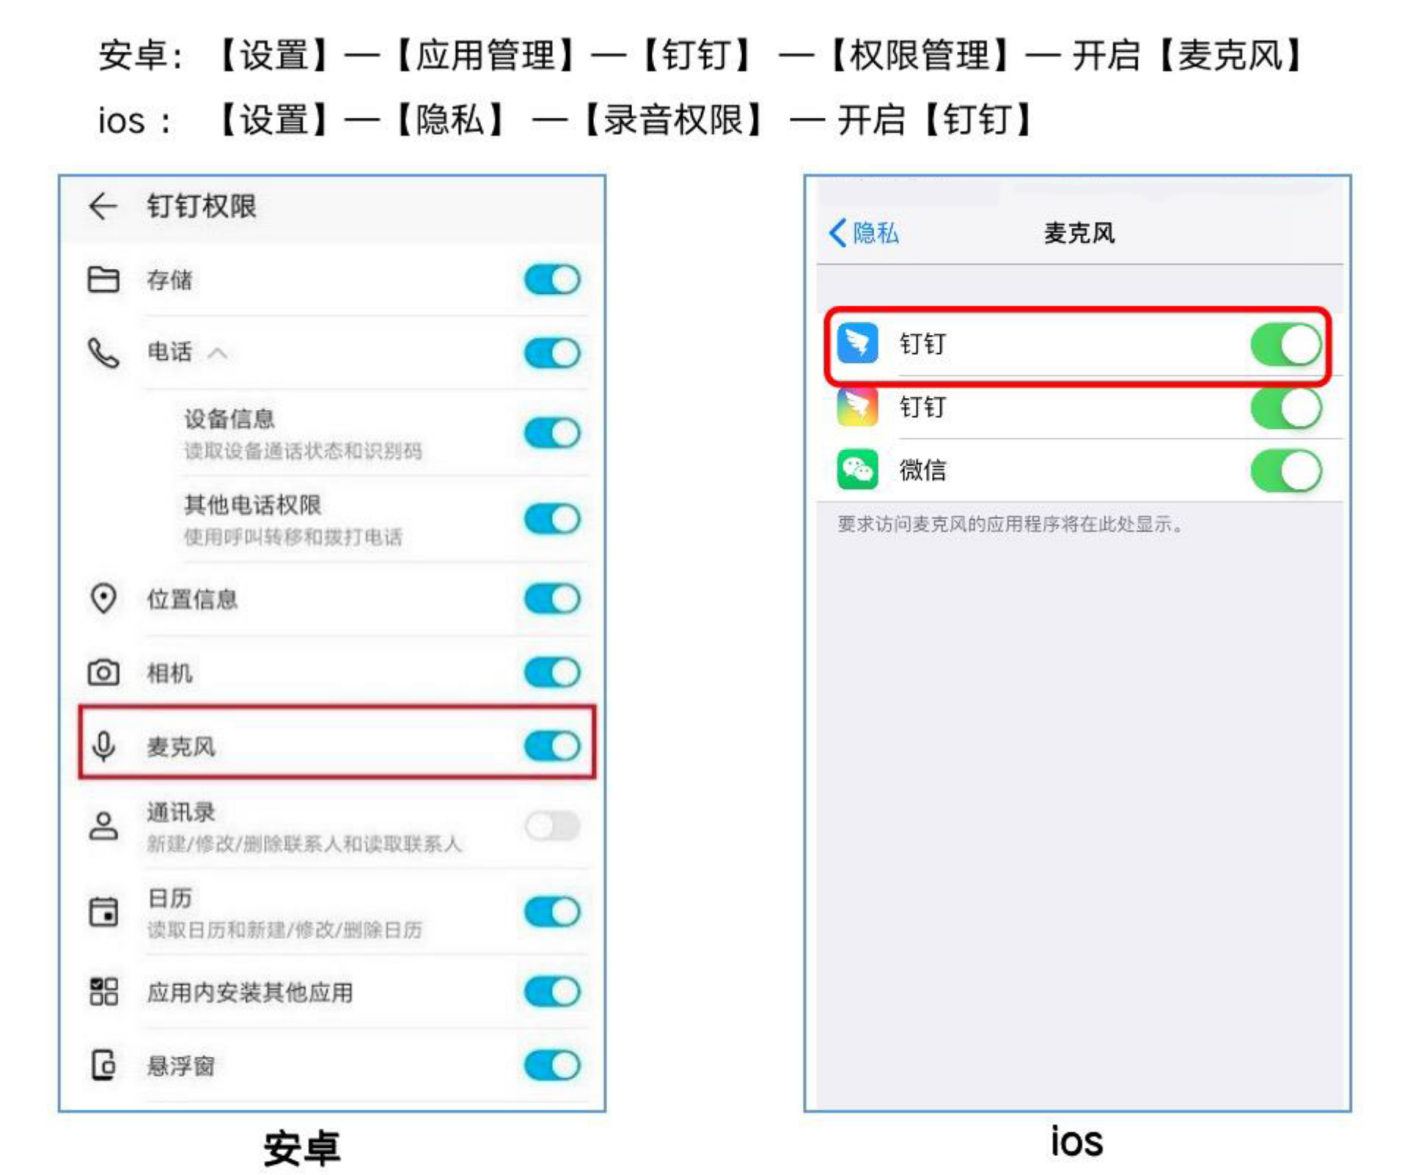 安卓：【设置】—【应用管理】—【钉钉】 —【权限管理】— 开启【麦克风】
ios： 【设置】—【隐私】 —【录音权限】 — 开启【钉钉】
钉钉权限
存储
电话
设备信息
读取设备通话状态和识别码
其他电话权限
使用呼叫转移和拨打电话
位置信息
相机
麦克风
通讯录
新建/修改/删除联系人和读取联系人
日历
读取日历和新建/修改/删除日历
应用内安装其他应用
悬浮窗
安卓
隐私
麦克风
钉钉
钉钉
微信
要求访问麦克风的应用程序将在此处显示。
ios